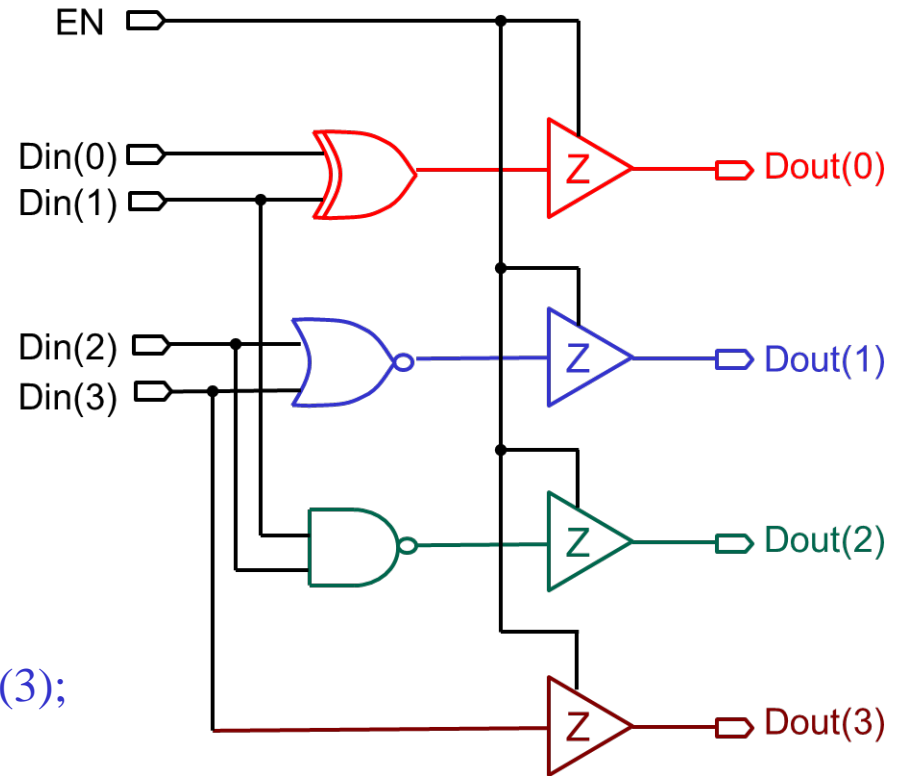 EN
Din(0)
Z
Dout(0)
Din(1)
Din(2)
Z
Dout(1)
Din(3)
Z
Dout(2)
(3);
Z
Dout(3)